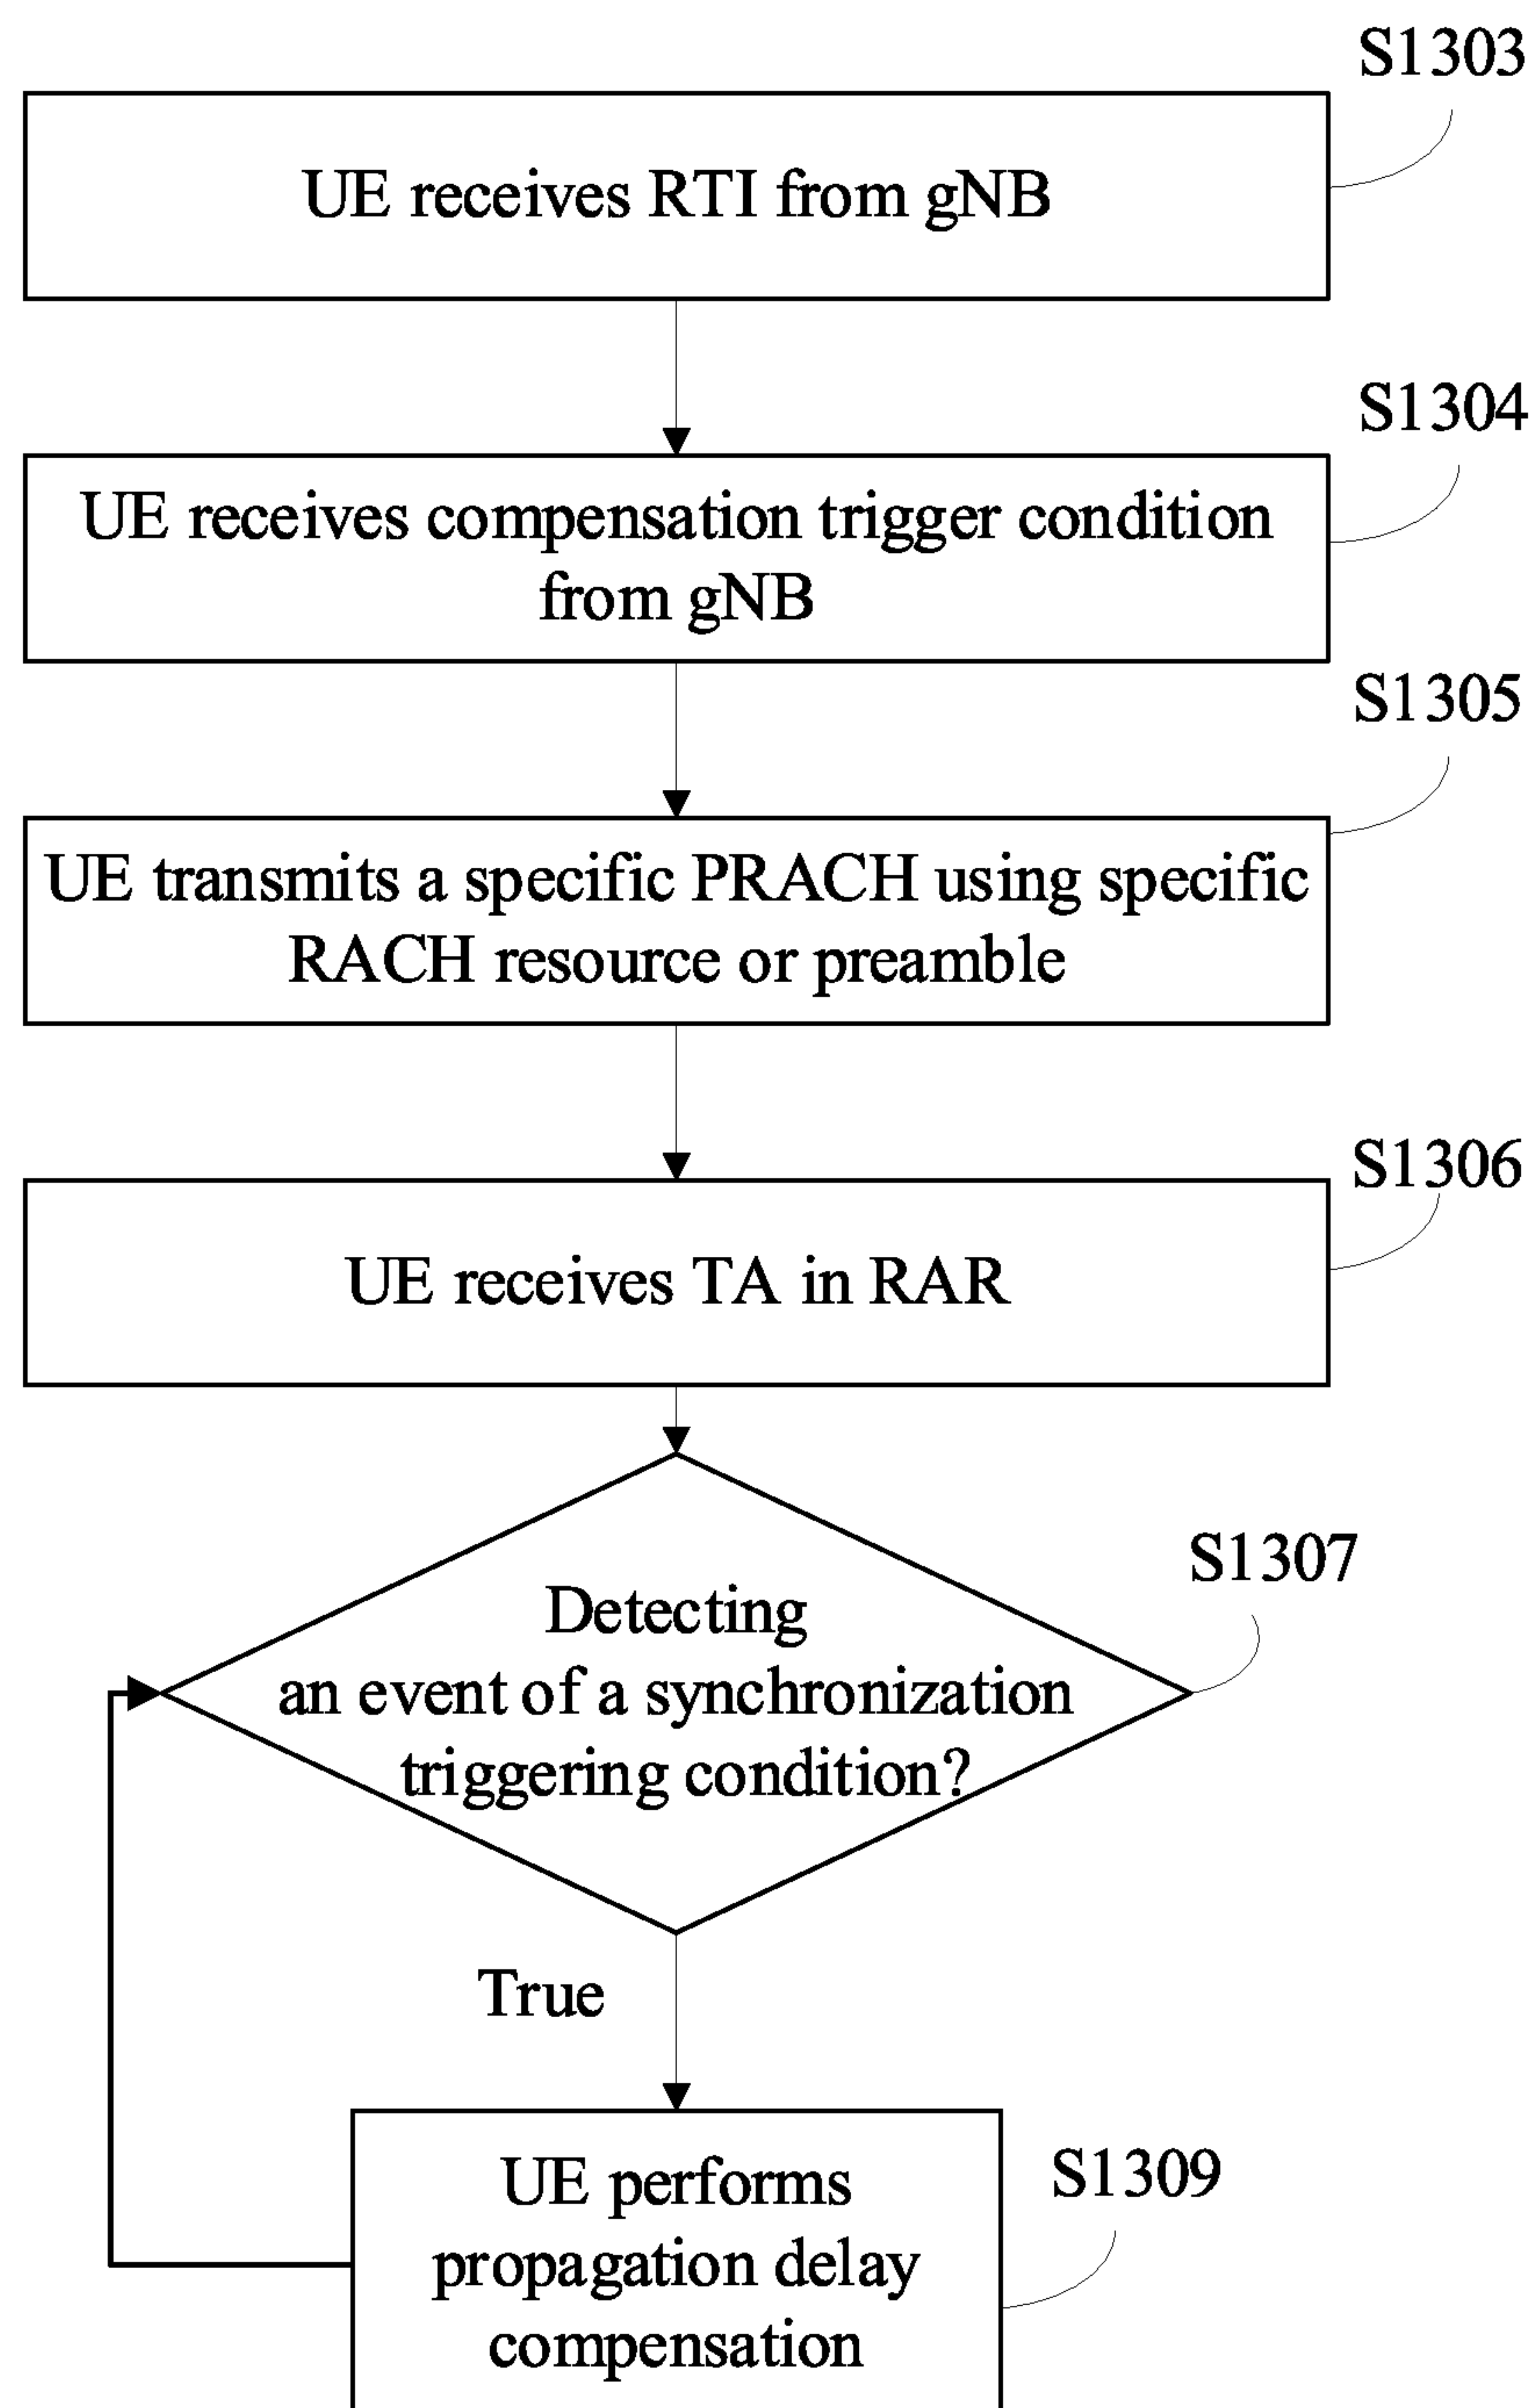 S1303
UE receives RTI from gNB
S1304
UE receives compensation trigger condition
from gNB
S1305
UE transmits a specific PRACH using specific
RACH resource or preamble
S1306
UE receives TA in RAR
S1307
Detecting
an event of a synchronization
triggering condition?
True
S1309
UE performs
propagation delay
compensation